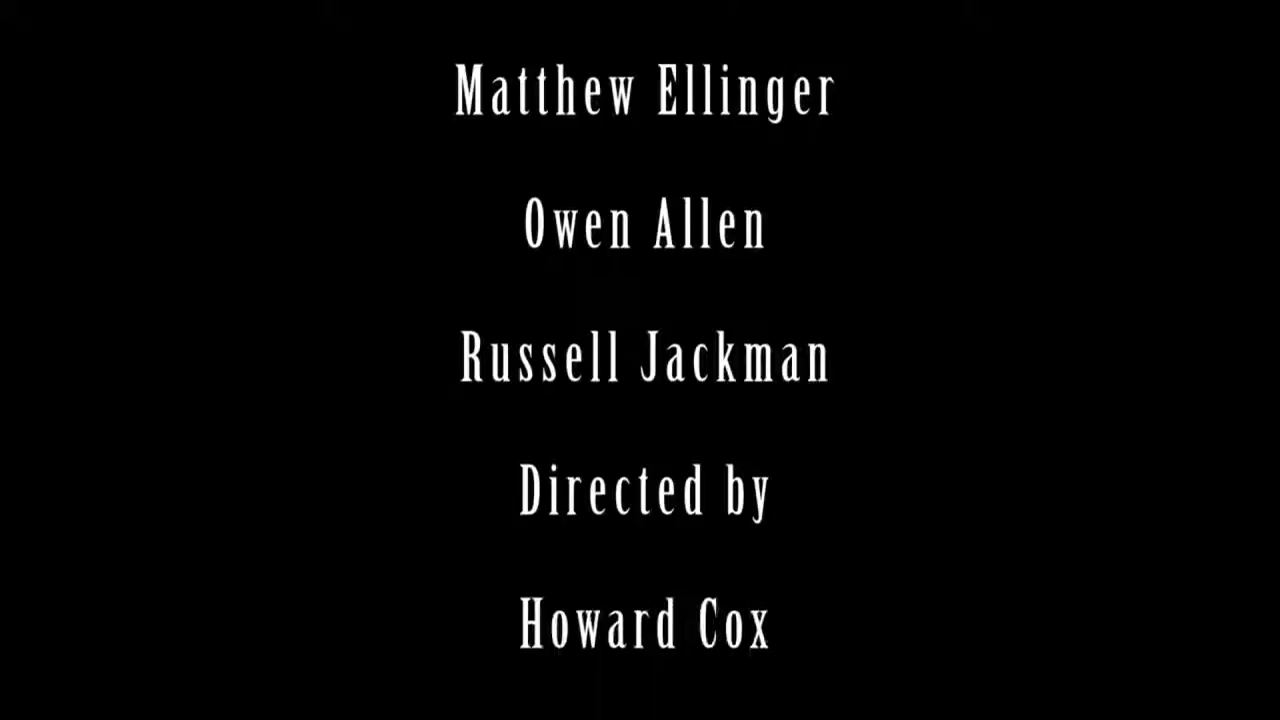 Matthew Ellinger
Owen Allen
Russell Jackman
Directed by
Howard Cox